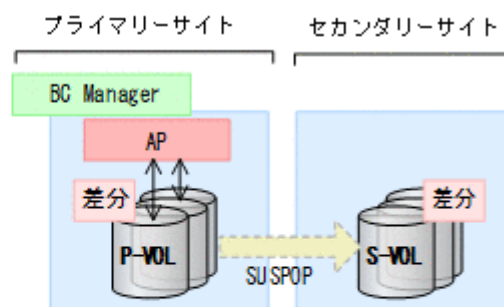 プライマリーサイト
セカンダリーサイト
BC Manager
AP
差分
差分
P-VOL
S-VOL
SUSPOP